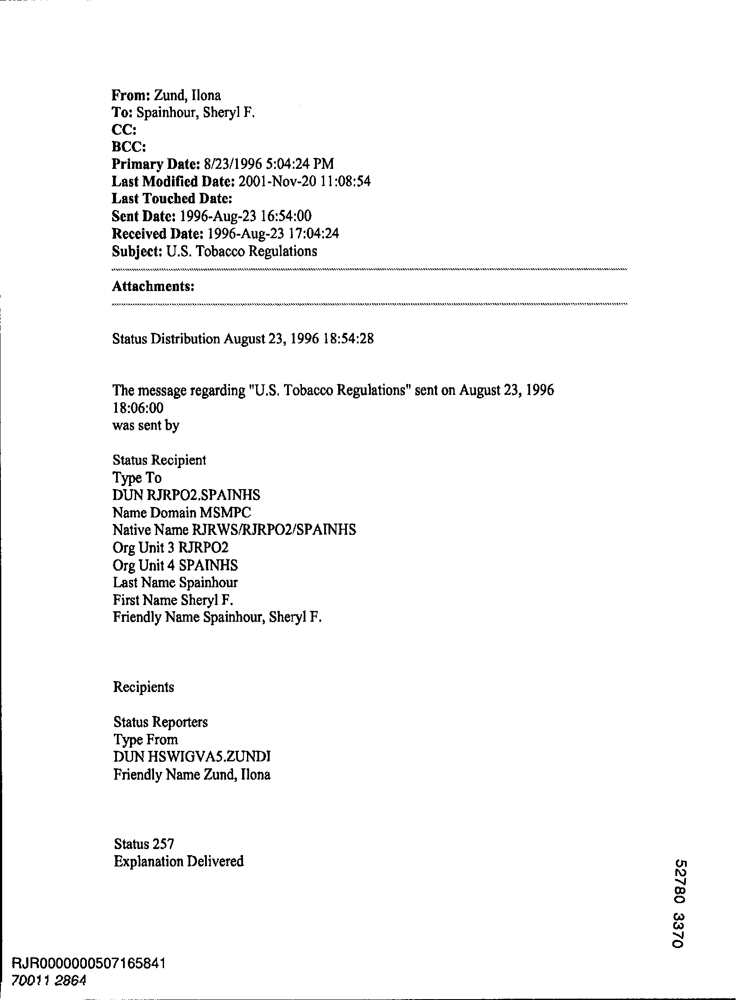 From: Zund, Ilona
To: Spainhour, Sheryl F.
CC:
BCC:
Primary Date: 8/23/1996 5:04:24 PM
Last Modified Date: 2001-Nov-20 11:08:54
Last Touched Date:
Sent Date: 1996-Aug-23 16:54:00
Received Date: 1996-Aug-23 17:04:24
Subject: U.S. Tobacco Regulations
Attachments:
Status Distribution August 23, 1996 18:54:28
The message regarding "U.S. Tobacco Regulations" sent on August 23, 1996
18:06:00
was sent by
Status Recipient
Type To
DUN RJRPO2.SPAINHS
Name Domain MSMPC
Native Name RJRWS/RJRPO2/SPAINHS
Org Unit 3 RJRPO2
Org Unit 4 SPAINHS
Last Name Spainhour
First Name Sheryl F.
Friendly Name Spainhour, Sheryl F.
Recipients
Status Reporters
Type From
DUN HSWIGVA5.ZUNDI
Friendly Name Zund, Ilona
Status 257
Explanation Delivered
52780 3370
RJR0000000507165841
70011 2864